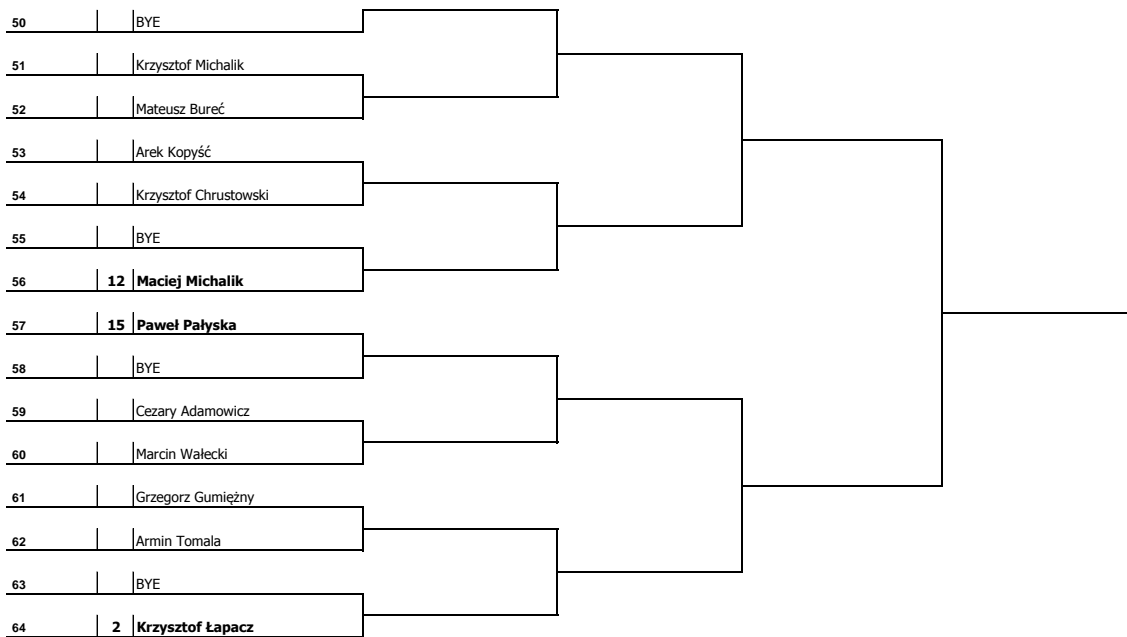 50 BYE
51 Krzysztof Michalik
52 Mateusz Bureć
53 Arek Kopyść
54 Krzysztof Chrustowski
55 BYE
56 12 Maciej Michalik
57 15 Paweł Pałyska
58 BYE
59 Cezary Adamowicz
60 Marcin Wałecki
61 Grzegorz Gumiężny
62 Armin Tomala
63 BYE
64 2 Krzysztof Łapacz